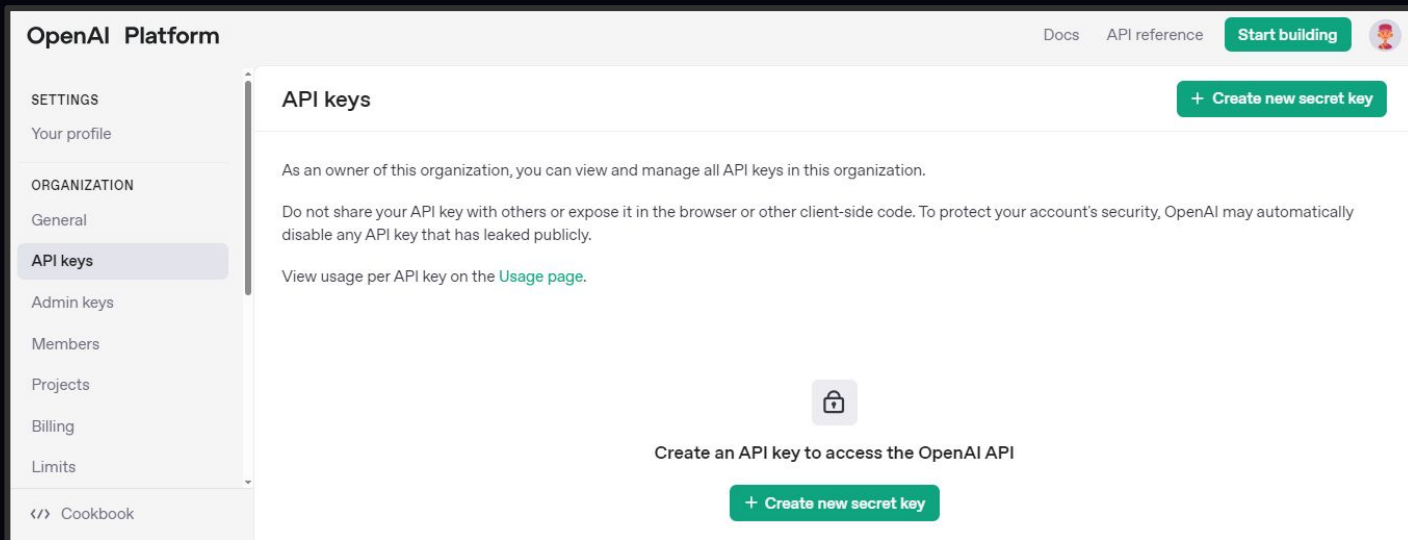 OpenAI Platform
Docs API reference Start building
SETTINGS
Your profile
ORGANIZATION
General
API keys
Admin keys
Members
Projects
Billing
Limits
</> Cookbook
API keys
+ Create new secret key
As an owner of this organization, you can view and manage all API keys in this organization.
Do not share your API key with others or expose it in the browser or other client-side code. To protect your account's security, OpenAI may automatically
disable any API key that has leaked publicly.
View usage per API key on the Usage page.
Create an API key to access the OpenAI API
+ Create new secret key